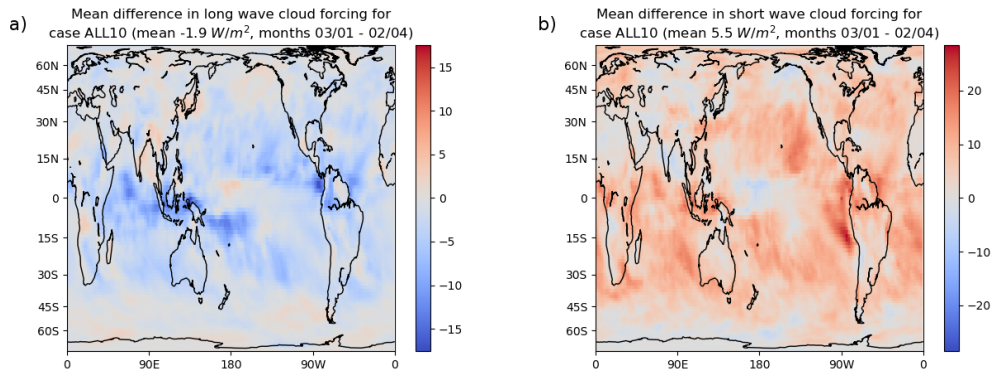 a)
Mean difference in long wave cloud forcing for
case ALL10 (mean -1.9 W/m², months 03/01 - 02/04)
60N
45N
30N
15N
0
15S
30S
45S
60S
0
90E
180
90W
0
15
10
5
0
−5
−10
−15
b)
Mean difference in short wave cloud forcing for
case ALL10 (mean 5.5 W/m², months 03/01 - 02/04)
60N
45N
30N
15N
0
15S
30S
45S
60S
0
90E
180
90W
0
20
10
0
−10
−20